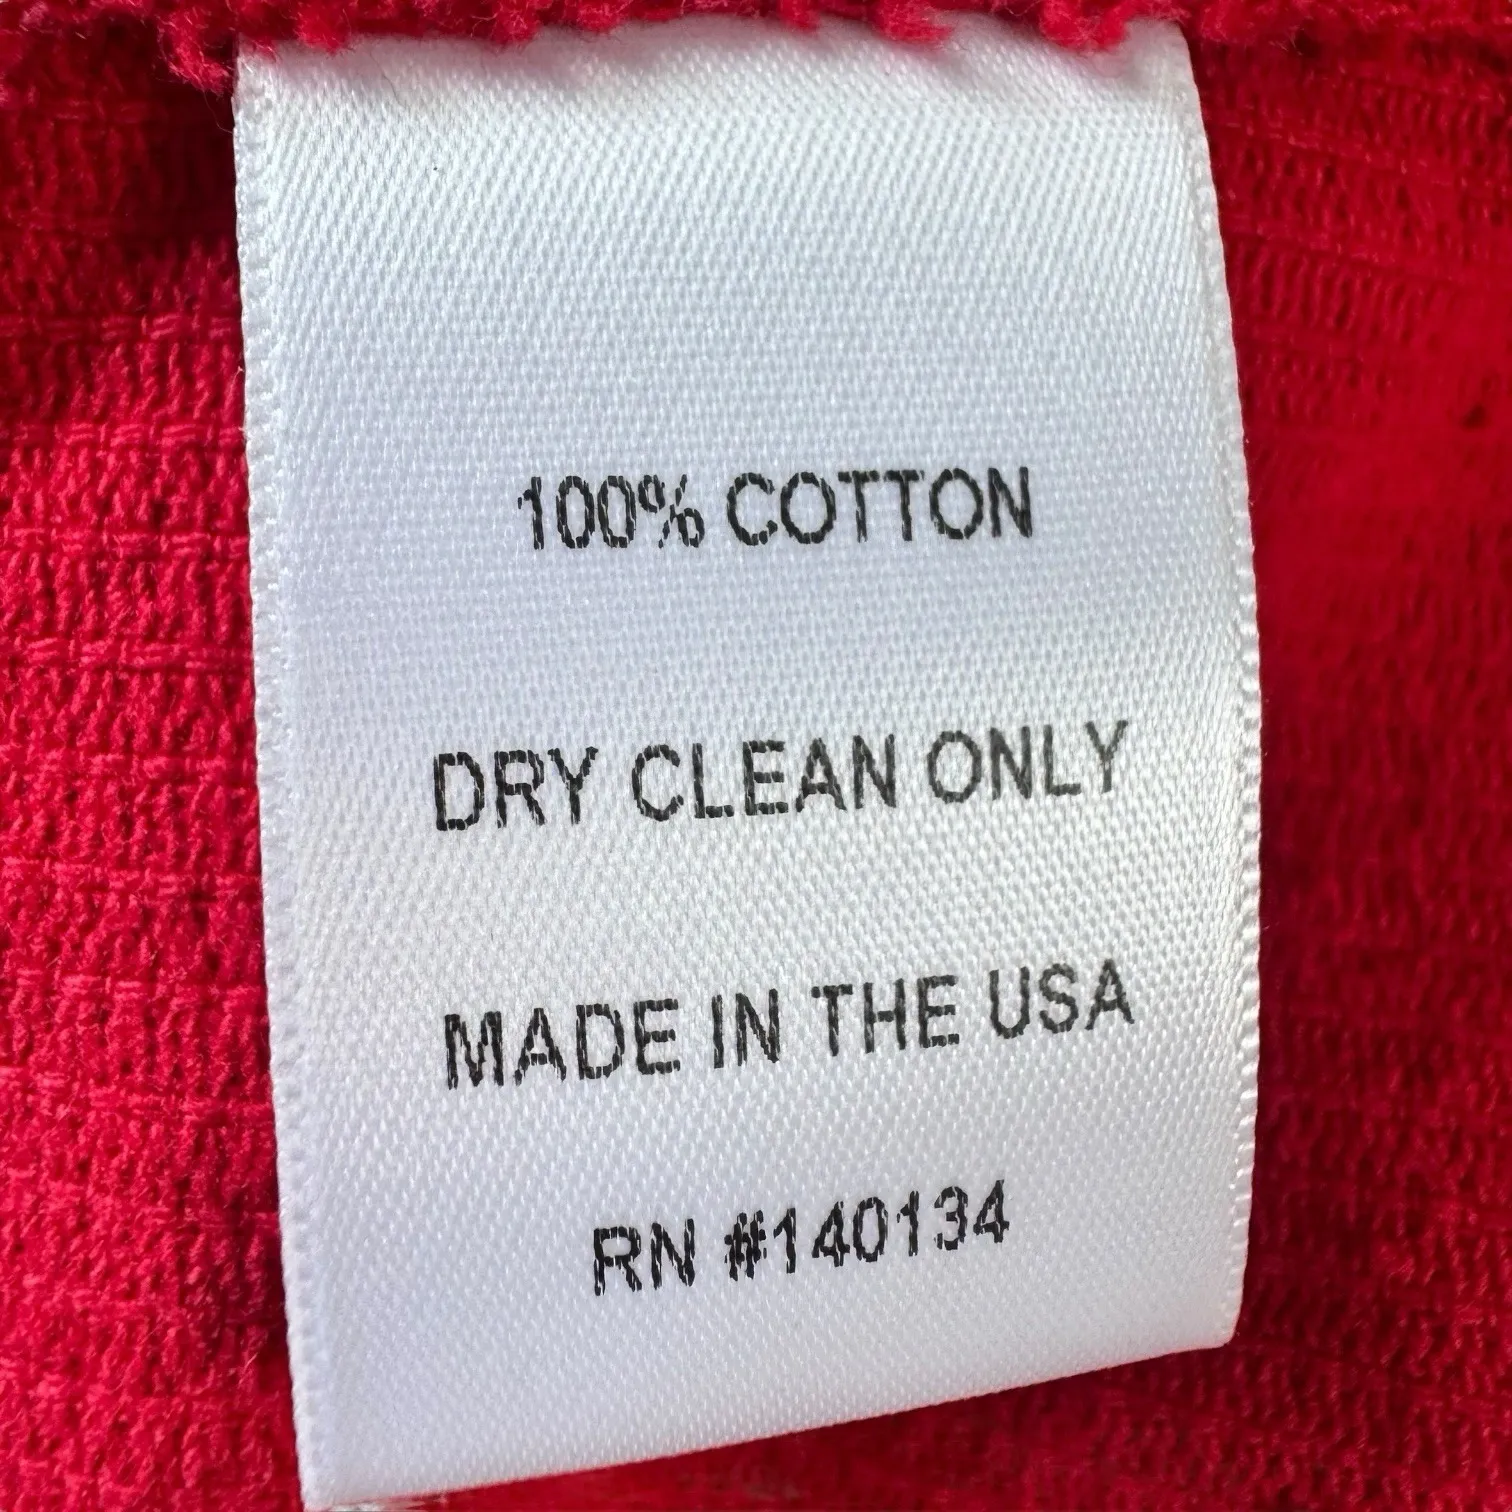 100% COTTON
DRY CLEAN ONLY
MADE IN THE USA
RN #140134